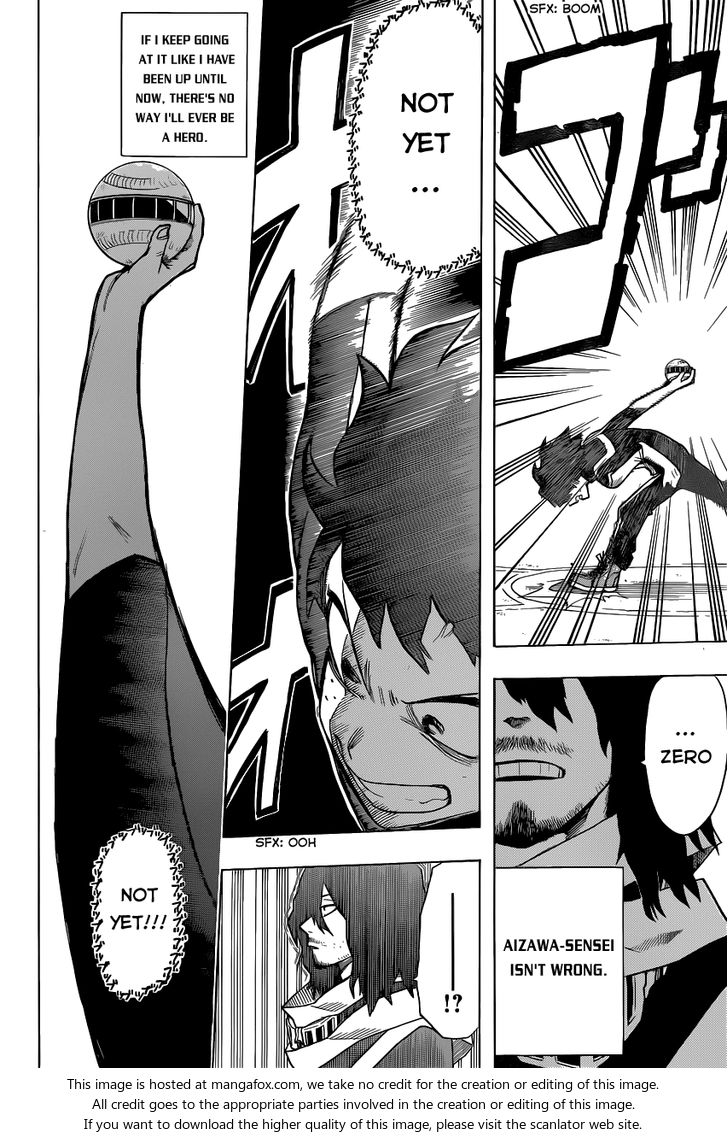 SFX: BOOM
ゴッ
...
ZERO
AIZAWA-SENSEI
ISN'T WRONG.
NOT
YET
...
SFX: OOH
!?
IF I KEEP GOING
AT IT LIKE I HAVE
BEEN UP UNTIL
NOW, THERE'S NO
WAY I'LL EVER BE
A HERO.
NOT
YET!!!
This image is hosted at mangafox.com, we take no credit for the creation or editing of this image.
All credit goes to the appropriate parties involved in the creation or editing of this image.
If you want to download the higher quality of this image, please visit the scanlator web site.